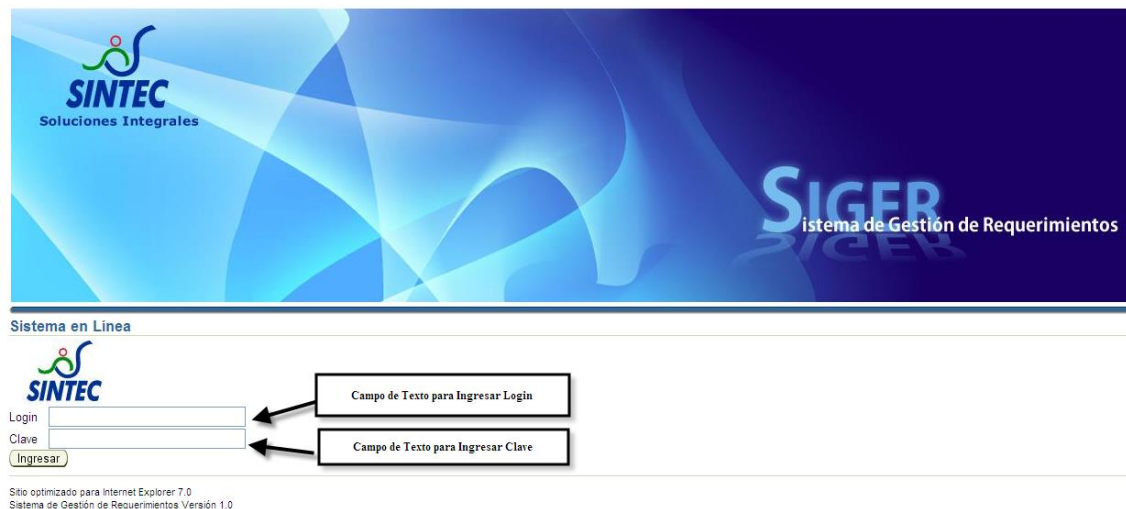 SINTEC
Soluciones Integrales
SIGER
Sistema de Gestión de Requerimientos
Sistema en Línea
SINTEC
Login
Campo de Texto para Ingresar Login
Clave
Campo de Texto para Ingresar Clave
Ingresar
Sitio optimizado para Internet Explorer 7.0
Sistema de Gestión de Requerimientos Versión 1.0